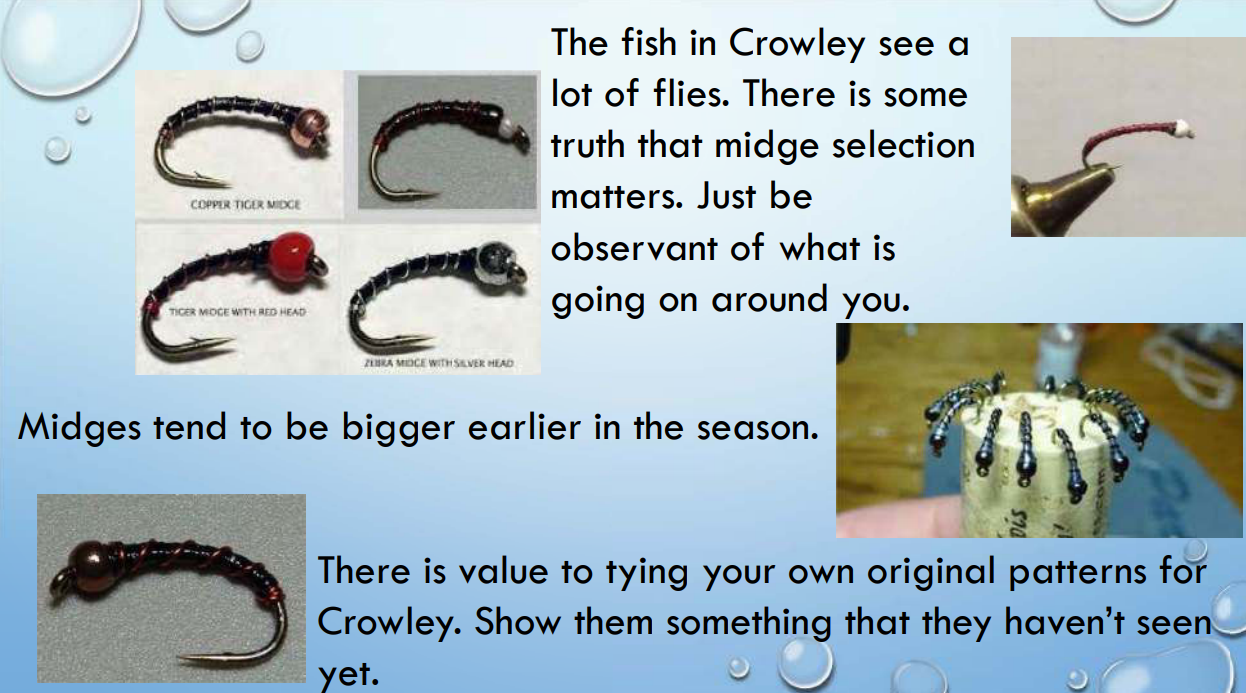 The fish in Crowley see a
lot of flies. There is some
truth that midge selection
matters. Just be
observant of what is
going on around you.
COPPER TIGER MIDGE
TIGER MIDGE WITH RED HEAD
ZEBRA MIDGE WITH SILVER HEAD
Midges tend to be bigger earlier in the season.
There is value to tying your own original patterns for
Crowley. Show them something that they haven't seen
yet.